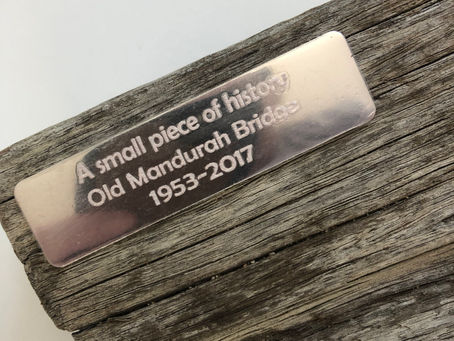 A small piece of history
Old Mandurah Bridge
1953-2017